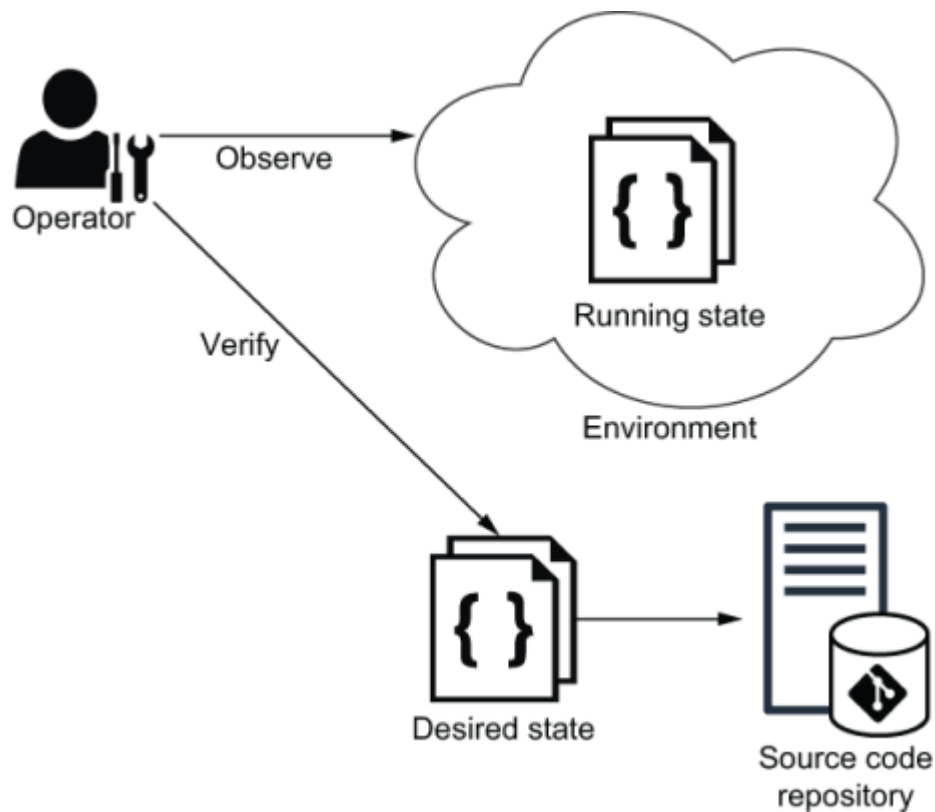 Observe
Operator
{ }
Running state
Verify
Environment
{ }
Desired state
Source code
repository